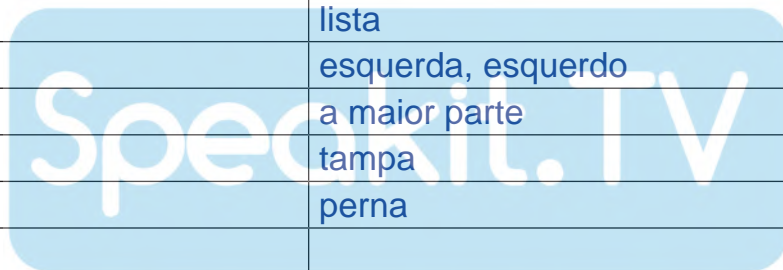 lista
esquerda, esquerdo
a maior parte
tampa
perna
Speakit.TV